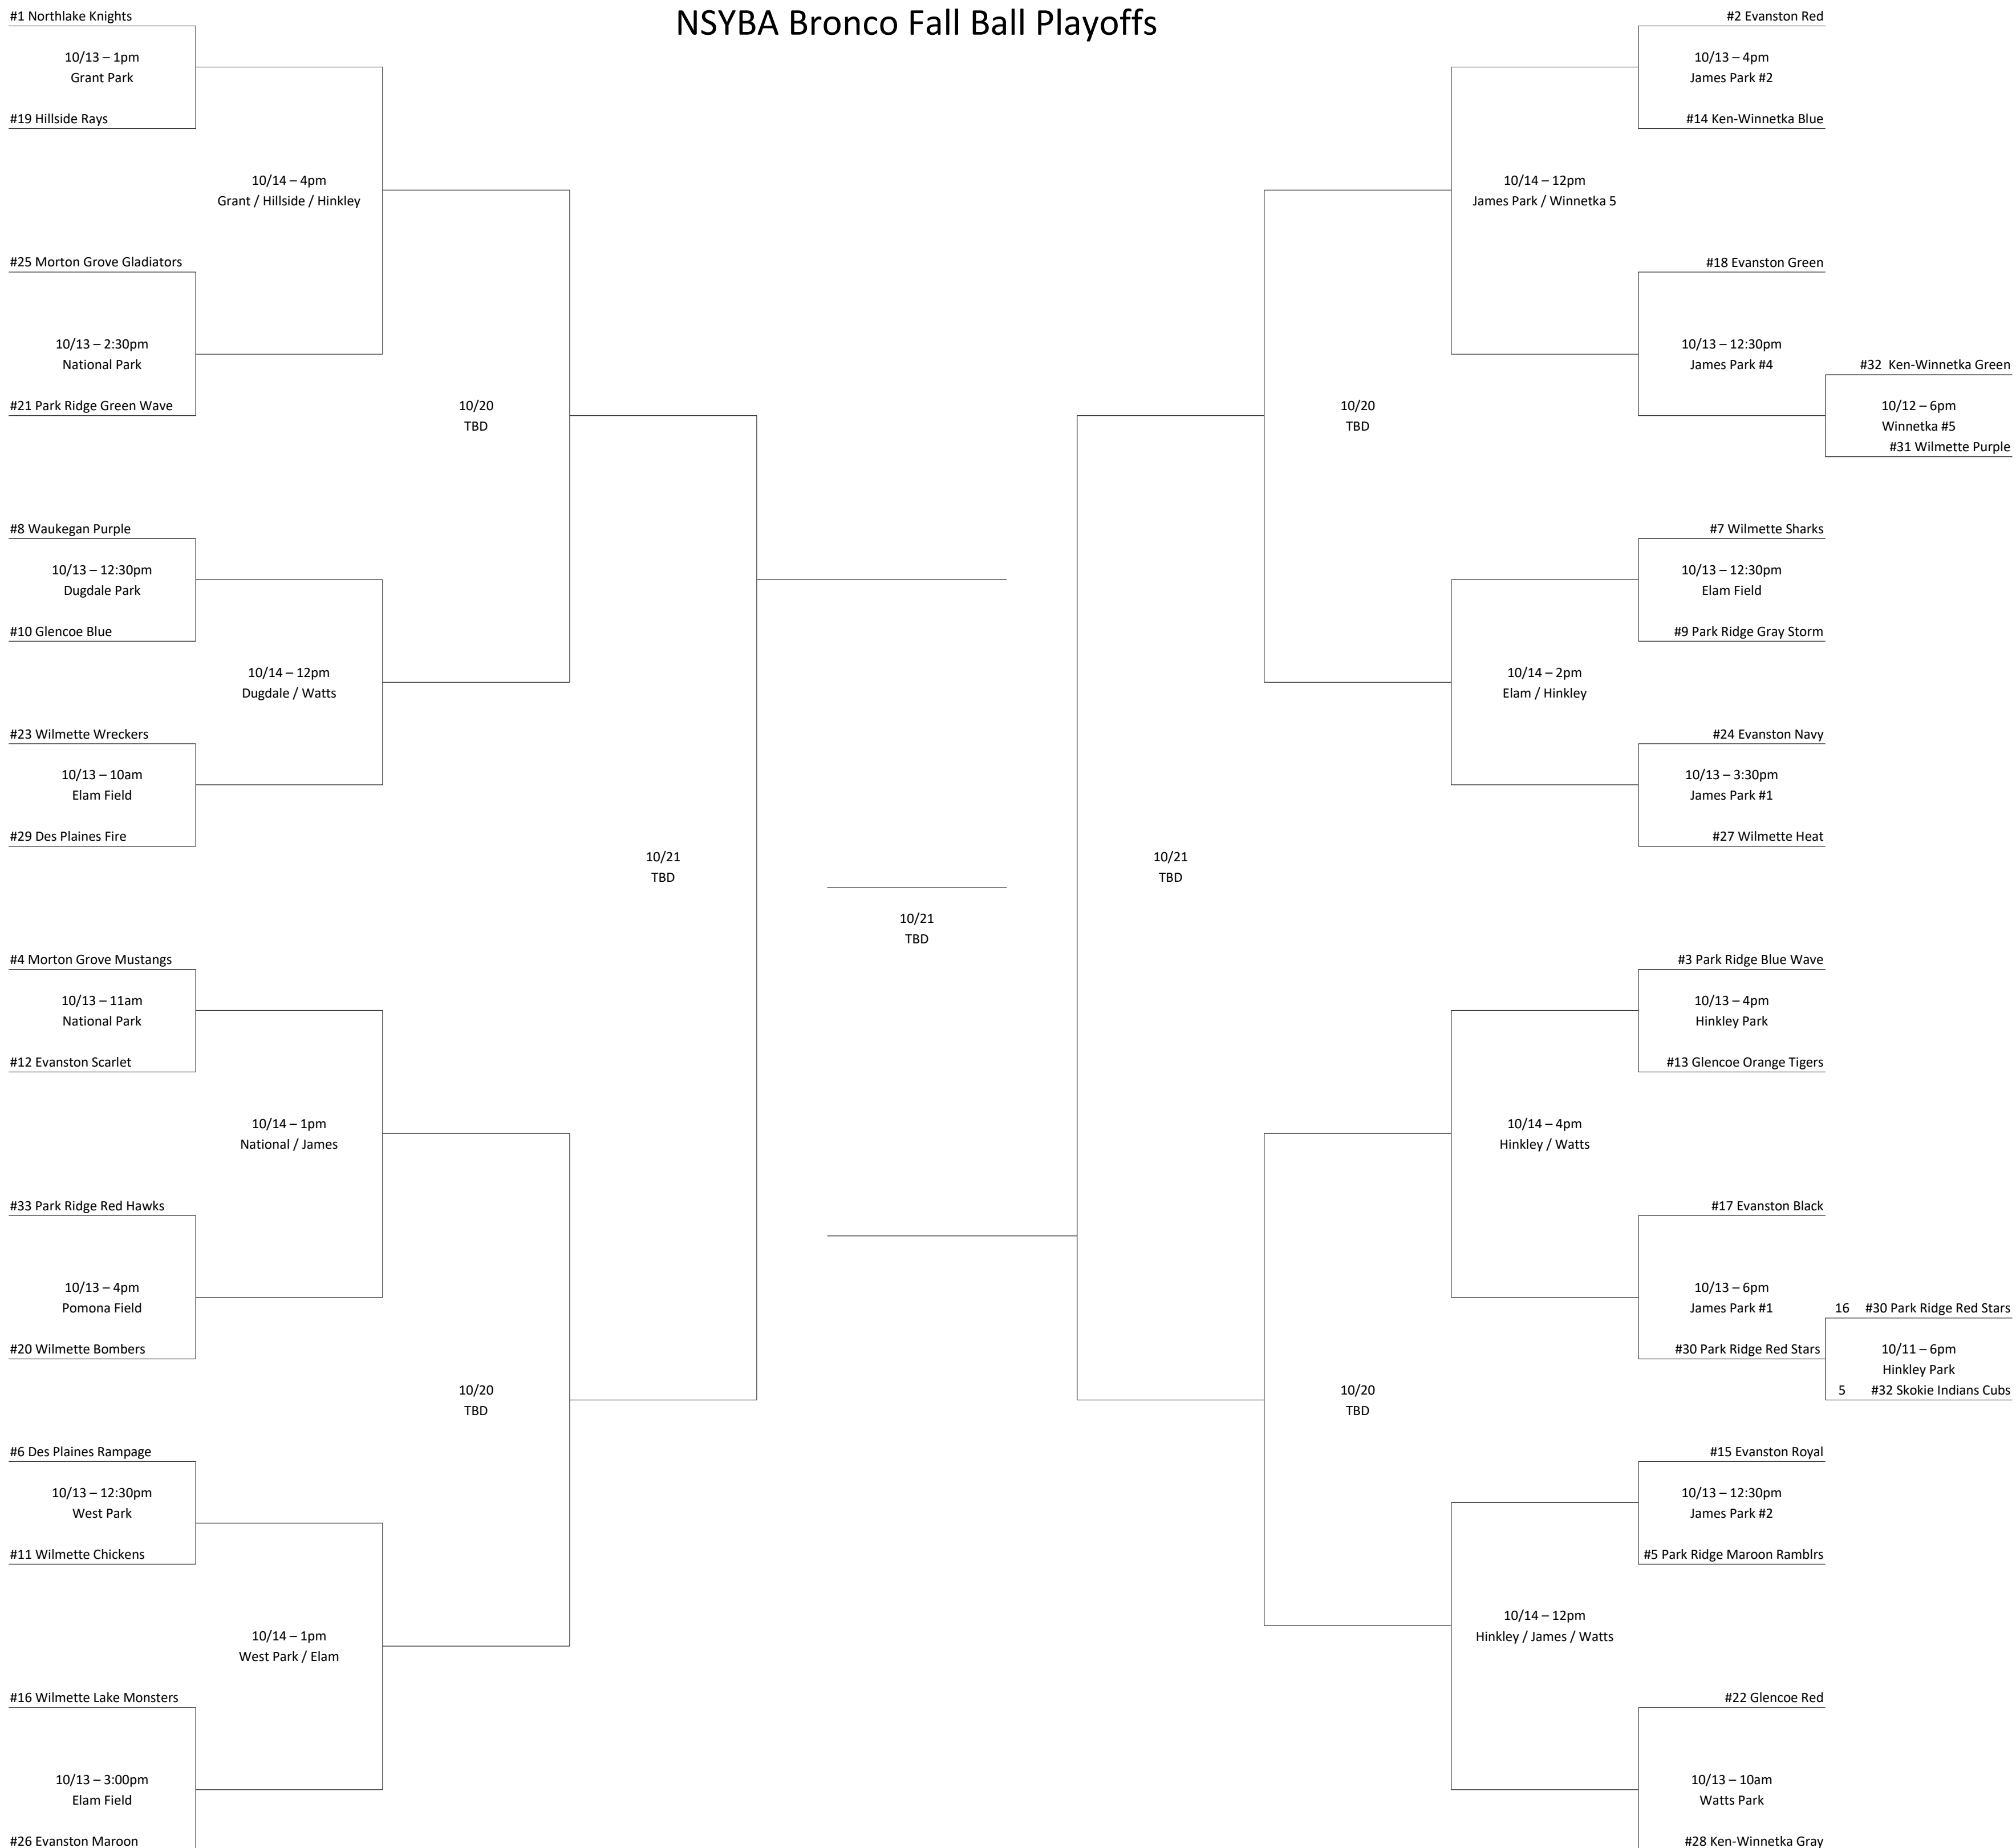 NSYBA Bronco Fall Ball Playoffs
#1 Northlake Knights
10/13 – 1pm
Grant Park
#19 Hillside Rays
10/14 – 4pm
Grant / Hillside / Hinkley
#25 Morton Grove Gladiators
10/13 – 2:30pm
National Park
#21 Park Ridge Green Wave
10/20
TBD
#8 Waukegan Purple
10/13 – 12:30pm
Dugdale Park
#10 Glencoe Blue
10/14 – 12pm
Dugdale / Watts
#23 Wilmette Wreckers
10/13 – 10am
Elam Field
#29 Des Plaines Fire
10/21
TBD
#4 Morton Grove Mustangs
10/13 – 11am
National Park
#12 Evanston Scarlet
10/14 – 1pm
National / James
#33 Park Ridge Red Hawks
10/13 – 4pm
Pomona Field
#20 Wilmette Bombers
10/20
TBD
#6 Des Plaines Rampage
10/13 – 12:30pm
West Park
#11 Wilmette Chickens
10/14 – 1pm
West Park / Elam
#16 Wilmette Lake Monsters
10/13 – 3:00pm
Elam Field
#26 Evanston Maroon
10/21
TBD
#2 Evanston Red
10/13 – 4pm
James Park #2
#14 Ken-Winnetka Blue
10/14 – 12pm
James Park / Winnetka 5
#18 Evanston Green
10/13 – 12:30pm
James Park #4
#32  Ken-Winnetka Green
10/12 – 6pm
Winnetka #5
#31 Wilmette Purple
10/20
TBD
#7 Wilmette Sharks
10/13 – 12:30pm
Elam Field
#9 Park Ridge Gray Storm
10/14 – 2pm
Elam / Hinkley
#24 Evanston Navy
10/13 – 3:30pm
James Park #1
#27 Wilmette Heat
10/21
TBD
#3 Park Ridge Blue Wave
10/13 – 4pm
Hinkley Park
#13 Glencoe Orange Tigers
10/14 – 4pm
Hinkley / Watts
#17 Evanston Black
10/13 – 6pm
James Park #1
#30 Park Ridge Red Stars
16 #30 Park Ridge Red Stars
10/11 – 6pm
Hinkley Park
5 #32 Skokie Indians Cubs
10/20
TBD
#15 Evanston Royal
10/13 – 12:30pm
James Park #2
#5 Park Ridge Maroon Ramblrs
10/14 – 12pm
Hinkley / James / Watts
#22 Glencoe Red
10/13 – 10am
Watts Park
#28 Ken-Winnetka Gray